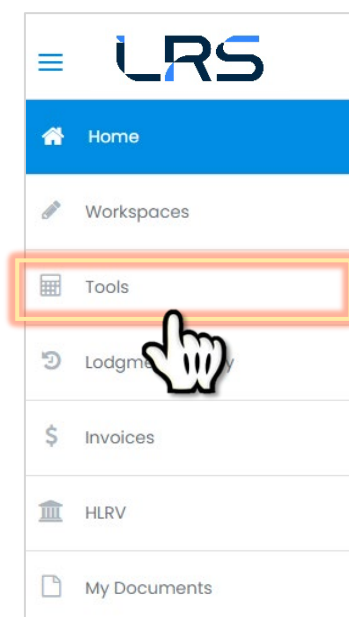 LRS
Home
Workspaces
Tools
Invoices
HLRV
My Documents